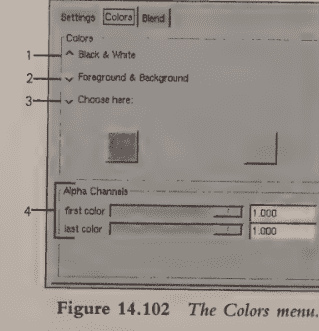 Settings Colors Blend
Colors
1 Black & White
2 Foreground & Background
3 Choose here:
Alpha Channels
4
first color 1.000
last color 1.000
Figure 14.102 The Colors menu.